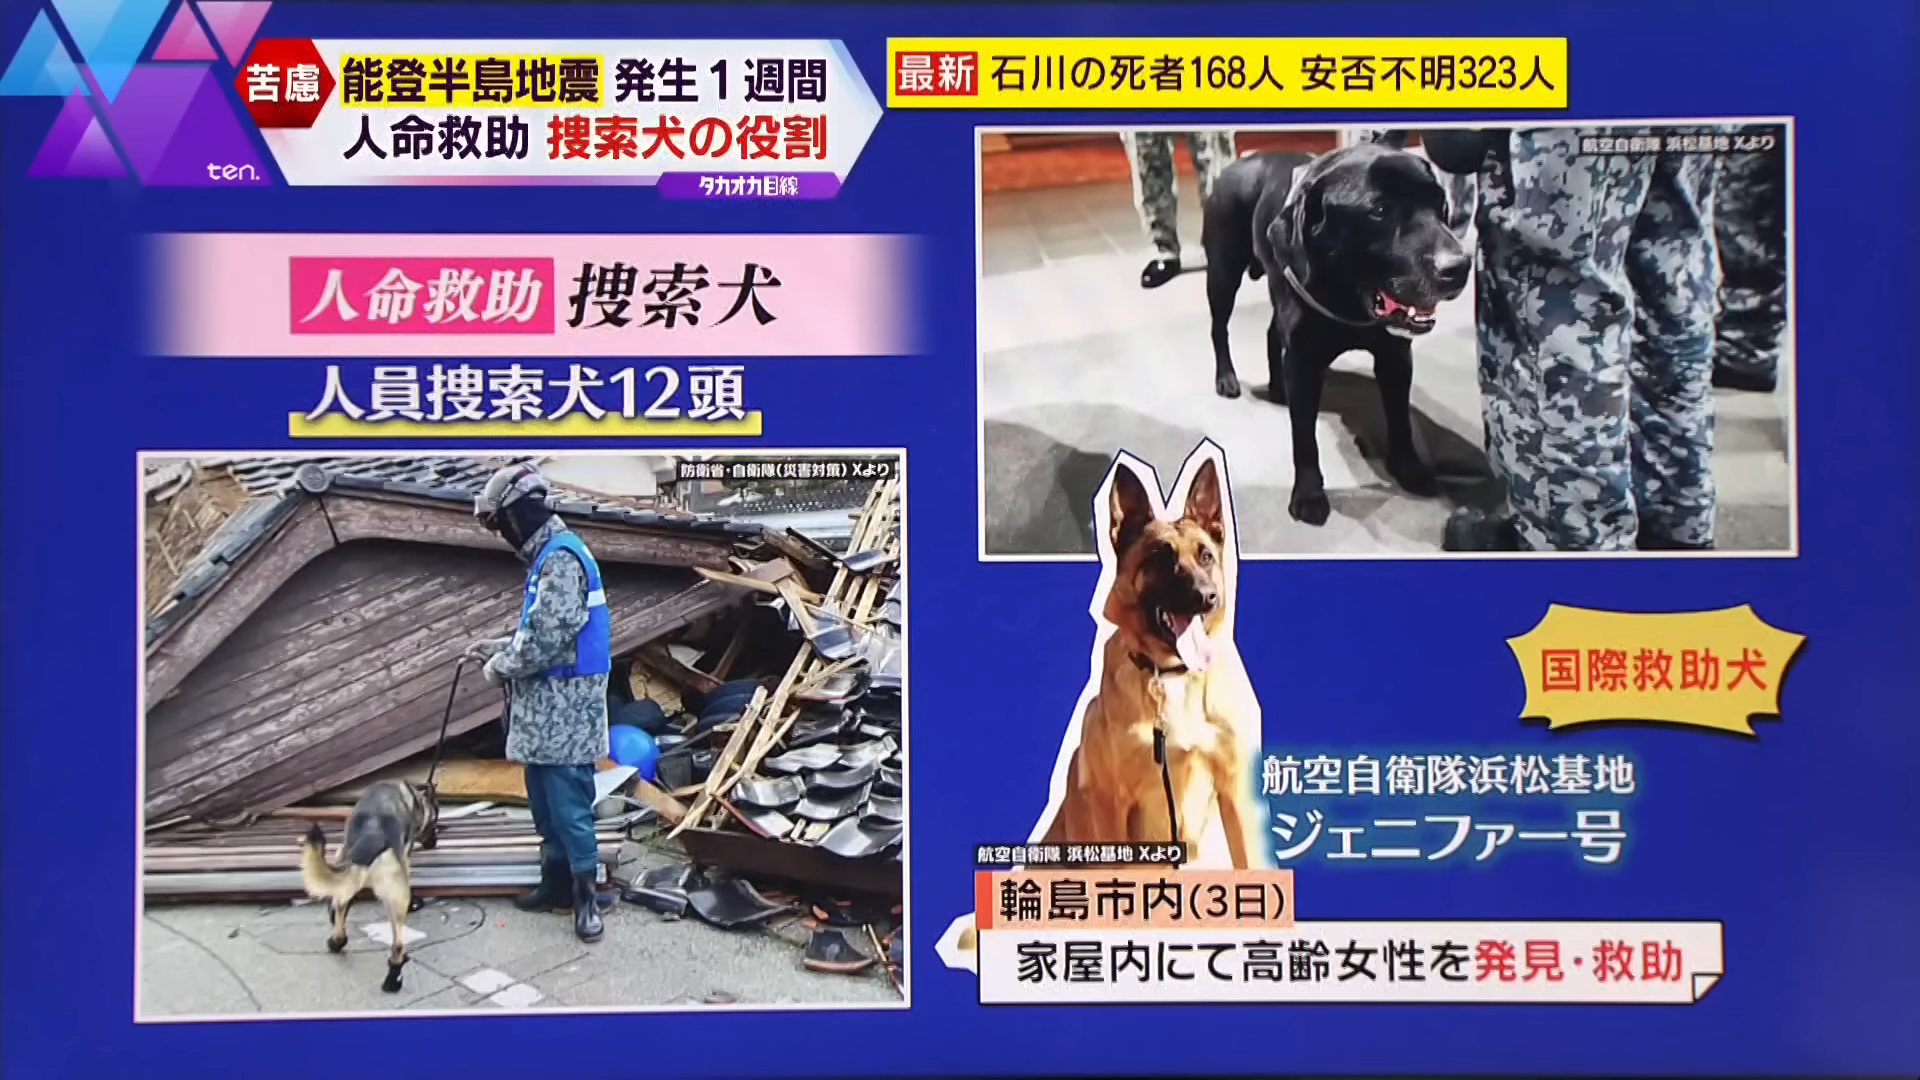 苦慮
能登半島地震 発生1週間
人命救助 捜索犬の役割
ten.
タカオカ目線
最新 石川の死者168人 安否不明323人
航空自衛隊 浜松基地 Xより
人命救助 捜索犬
人員捜索犬12頭
防衛省・自衛隊(災害対策) Xより
国際救助犬
航空自衛隊浜松基地
ジェニファー号
航空自衛隊 浜松基地 Xより
輪島市内(3日)
家屋内にて高齢女性を発見・救助